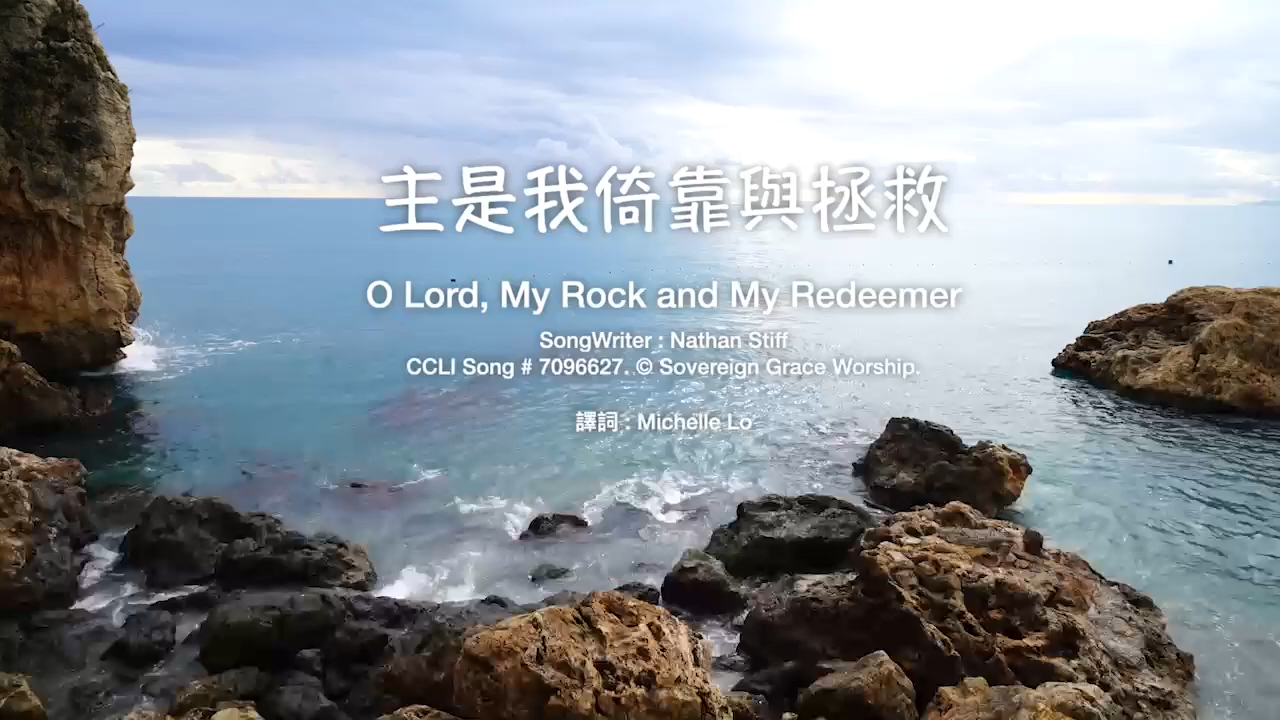 主是我倚靠與拯救
O Lord, My Rock and My Redeemer
SongWriter : Nathan Stiff
CCLI Song # 7096627. © Sovereign Grace Worship.
譯詞 : Michelle Lo